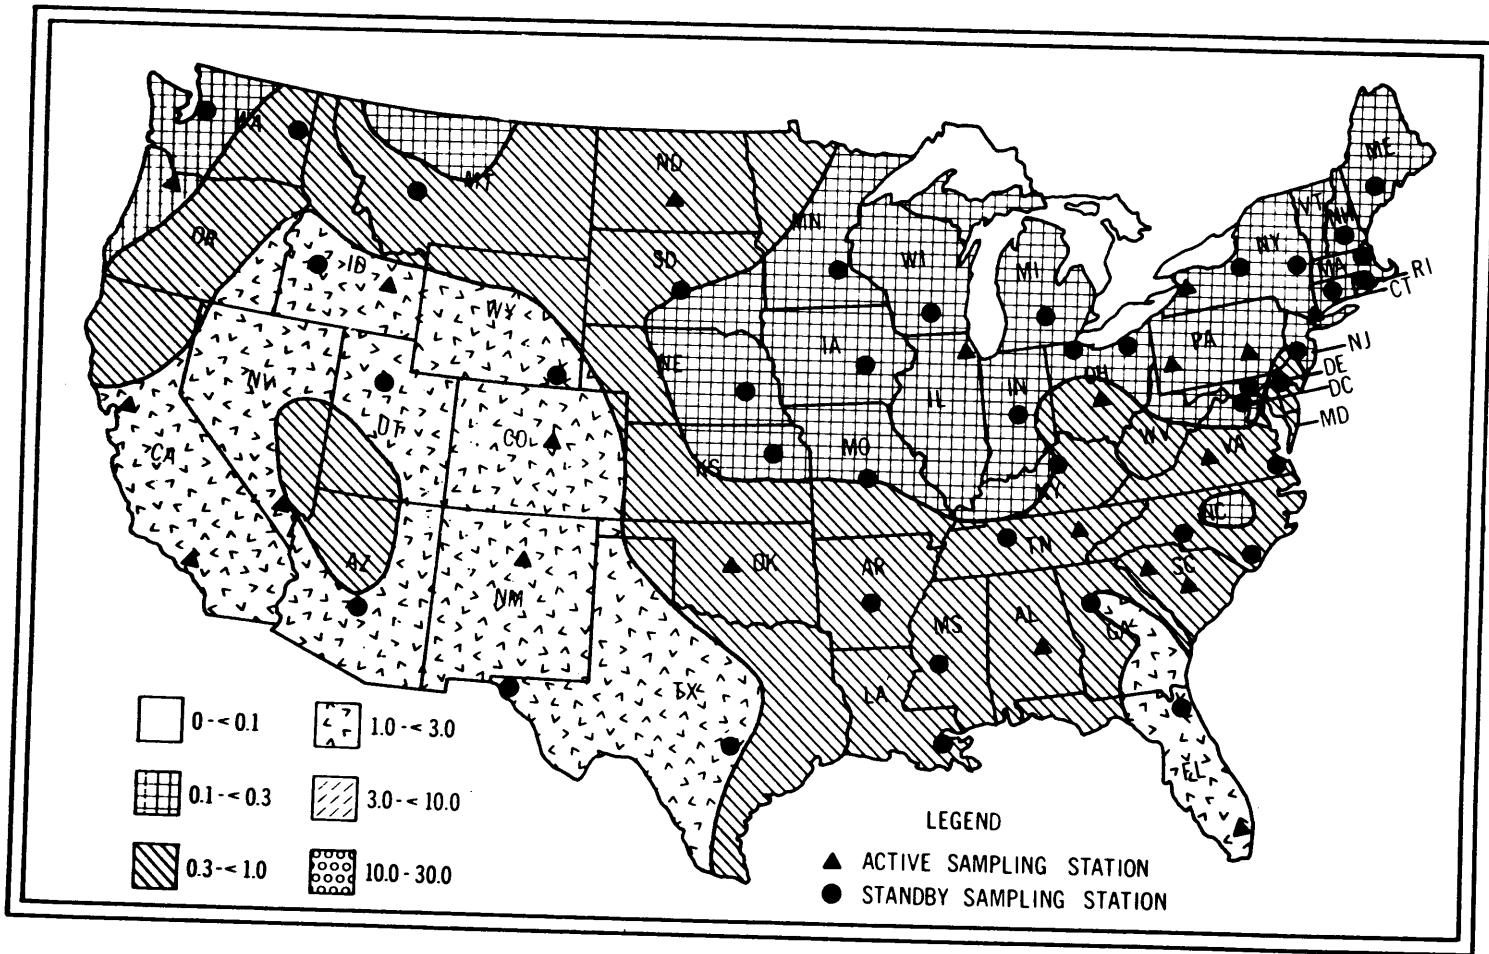 WA
MT
ND
MN
ME
VT
NH
OR
ID
SD
WI
MI
NY
MA
RI
CT
WY
NE
IA
PA
NJ
NV
UT
CO
IL
IN
OH
DE
DC
MD
CA
KS
MO
WV
VA
KY
NC
AZ
NM
OK
AR
TN
SC
MS
AL
GA
TX
LA
FL
0-<0.1
1.0-<3.0
0.1-<0.3
3.0-<10.0
0.3-<1.0
10.0-30.0
LEGEND
ACTIVE SAMPLING STATION
STANDBY SAMPLING STATION